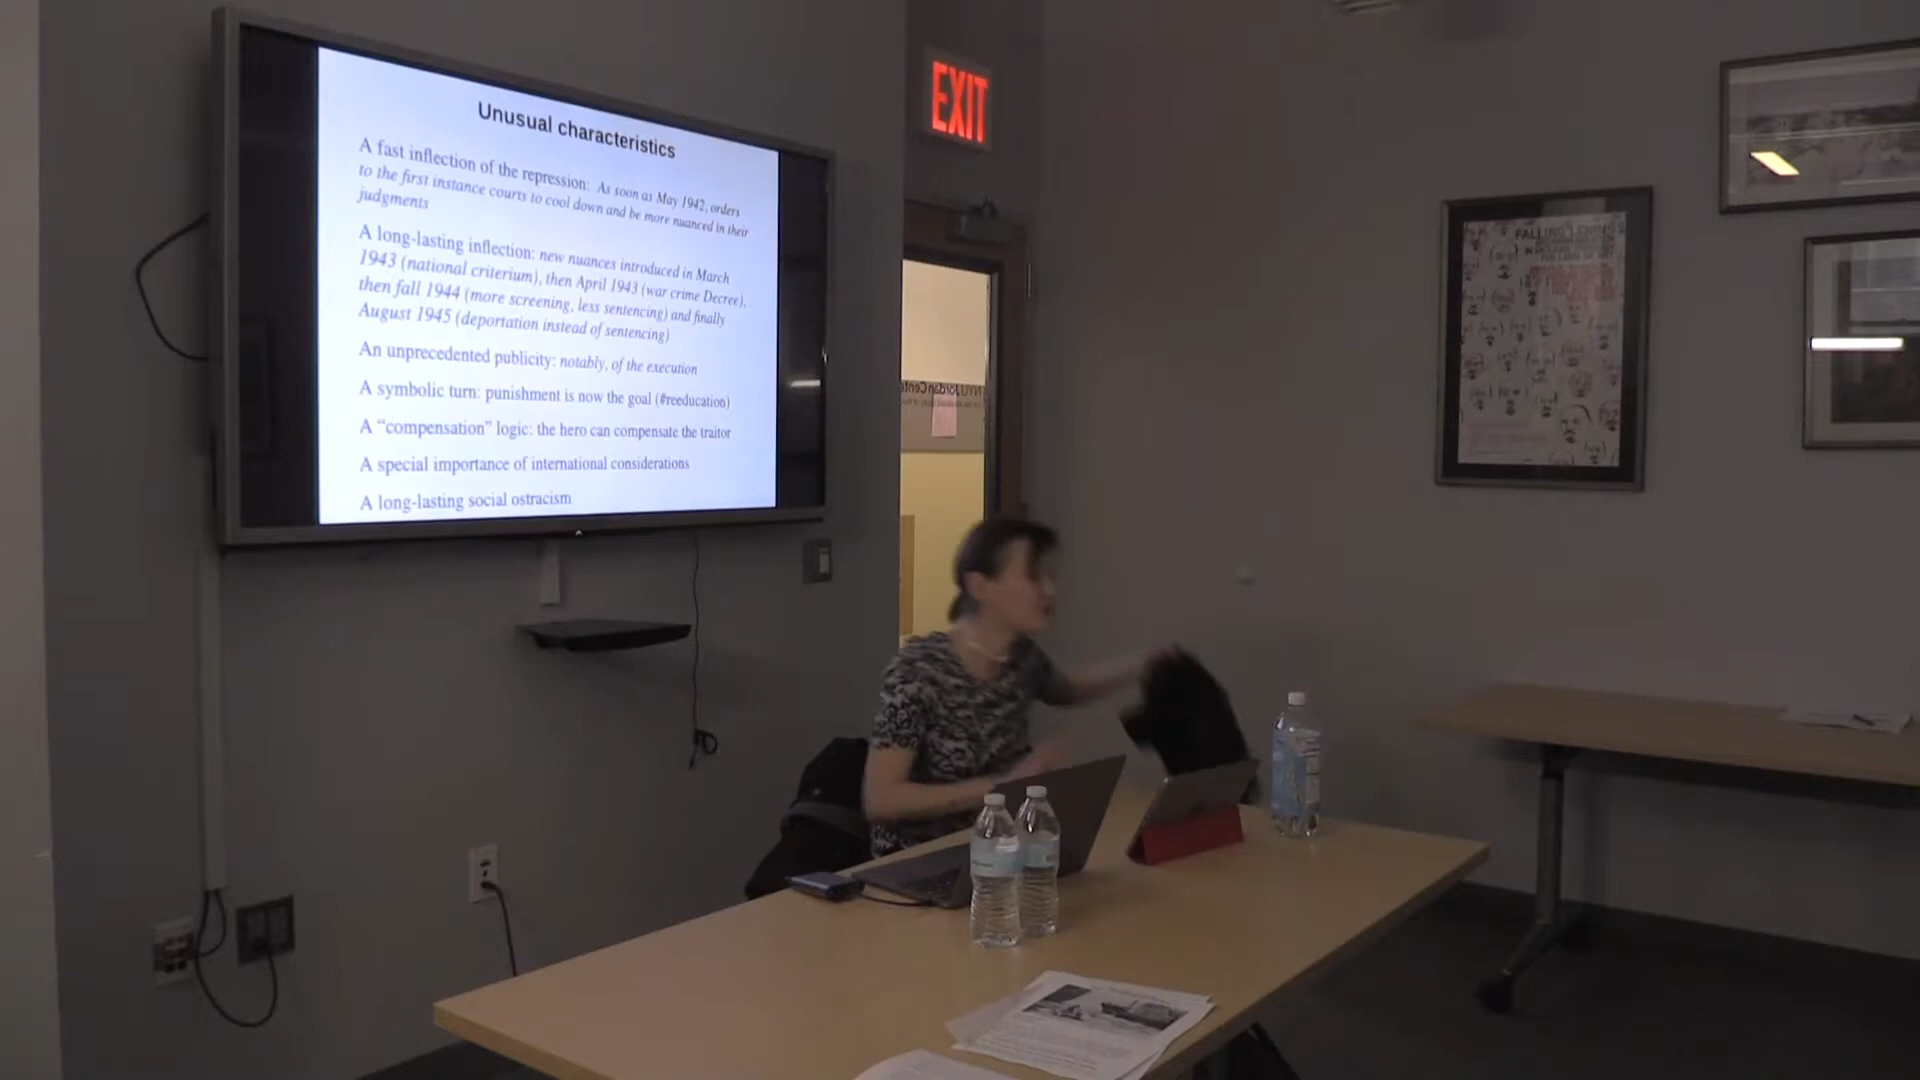 Unusual characteristics
A fast inflection of the repression: As soon as May 1942, orders
to the first instance courts to cool down and be more nuanced in their
judgments
A long-lasting inflection: new nuances introduced in March
1943 (national criterium), then April 1943 (war crime Decree),
then fall 1944 (more screening, less sentencing) and finally
August 1945 (deportation instead of sentencing)
An unprecedented publicity: notably, of the execution
A symbolic turn: punishment is now the goal (#reeducation)
A “compensation” logic: the hero can compensate the traitor
A special importance of international considerations
A long-lasting social ostracism
EXIT
NYU Jordan Center
FALLING LENINS